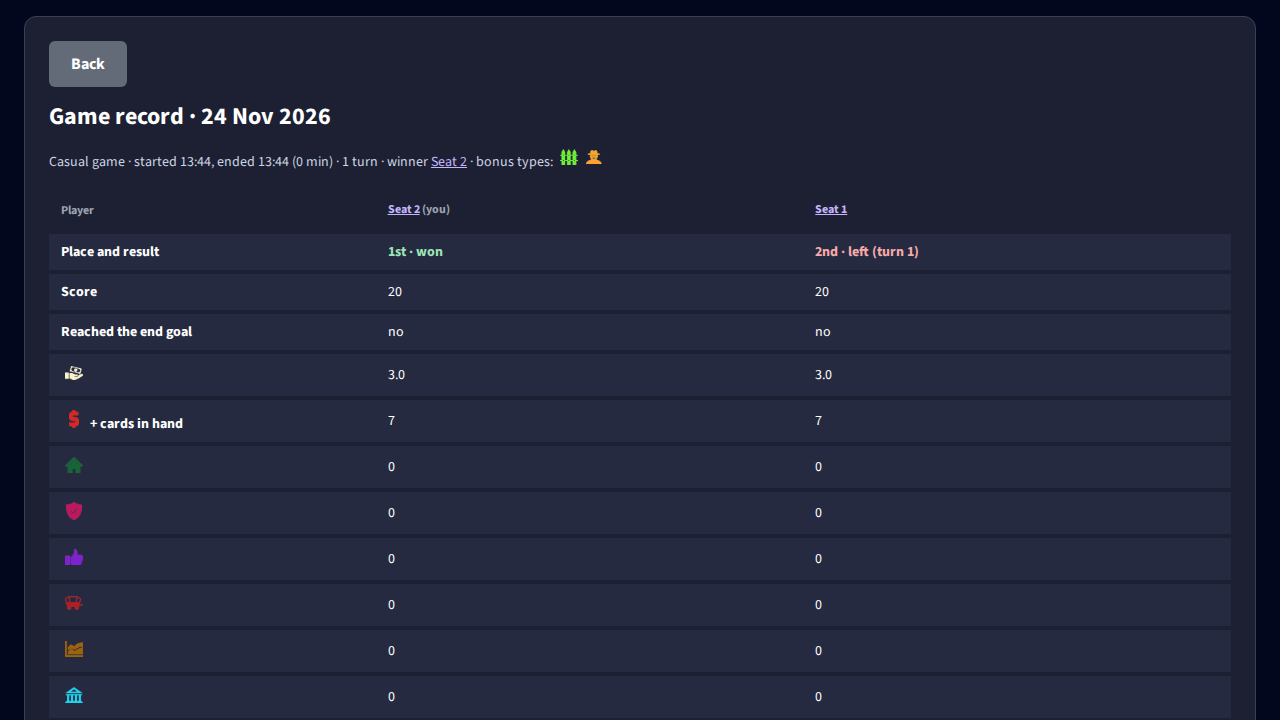 Back
Game record · 24 Nov 2026
Casual game · started 13:44, ended 13:44 (0 min) · 1 turn · winner Seat 2 · bonus types:
Player Seat 2 (you) Seat 1
Place and result 1st · won 2nd · left (turn 1)
Score 20 20
Reached the end goal no no
3.0 3.0
+ cards in hand 7 7
0 0
0 0
0 0
0 0
0 0
0 0